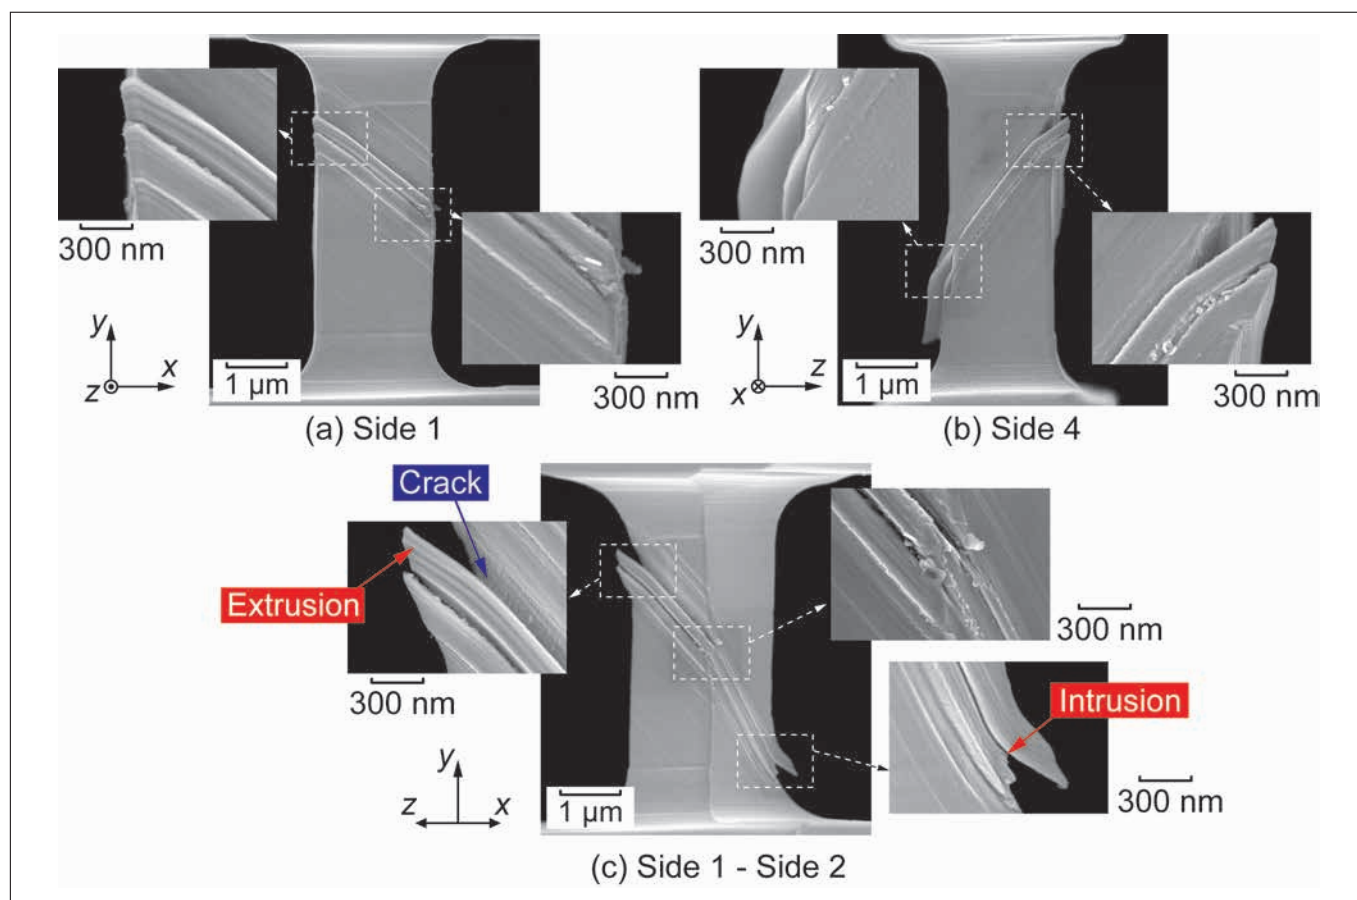 300 nm
y
x
z
1 μm
300 nm
(a) Side 1
300 nm
y
z
x
1 μm
300 nm
(b) Side 4
Crack
Extrusion
300 nm
300 nm
Intrusion
300 nm
y
z
x
1 μm
(c) Side 1 - Side 2